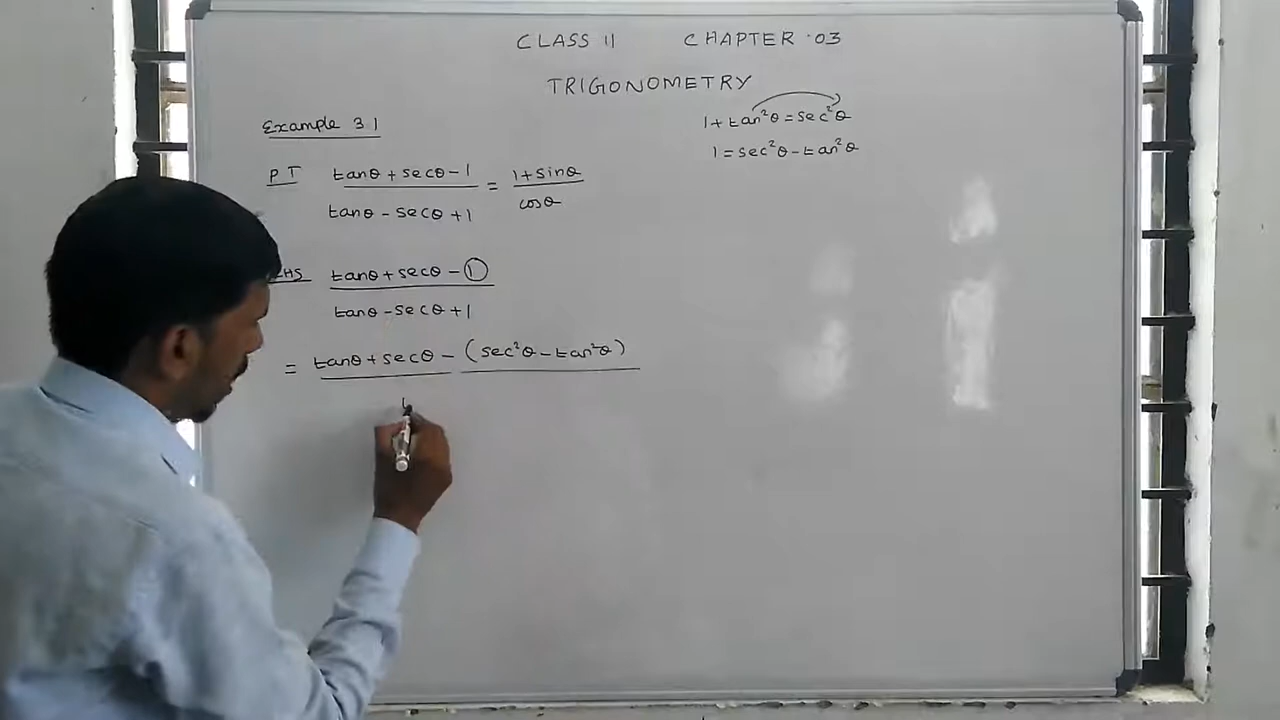 CLASS 11 CHAPTER ·03
TRIGONOMETRY
Example 3.1
1+tan²θ=sec²θ
1=sec²θ-tan²θ
PT tanθ+secθ-1 = 1+sinθ
tanθ-secθ+1 cosθ
LHS tanθ+secθ-1
tanθ-secθ+1
= tanθ+secθ-(sec²θ-tan²θ)